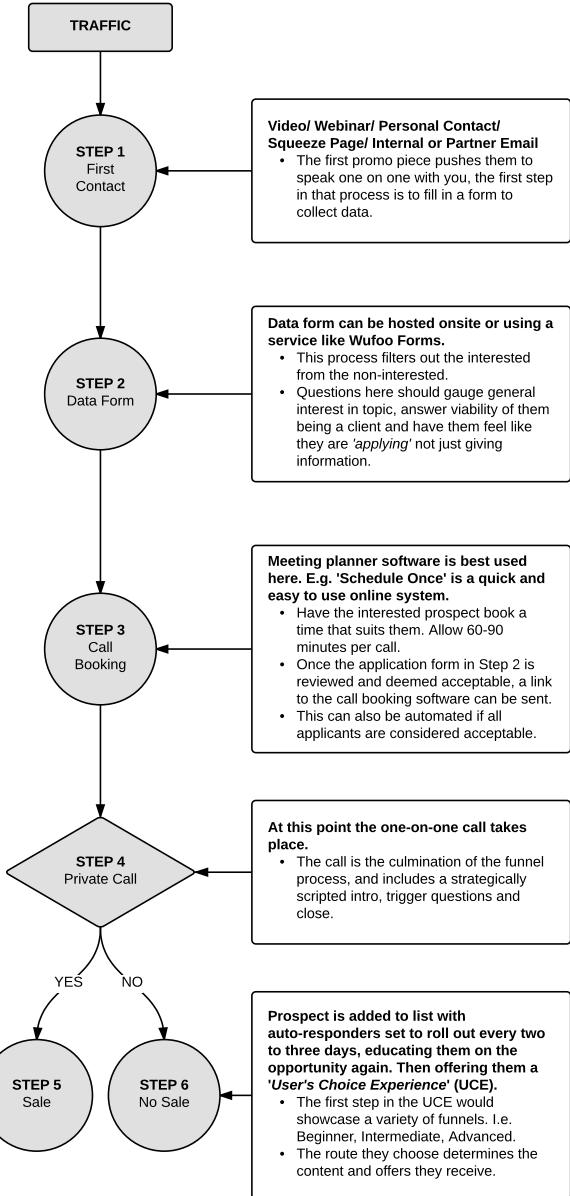 TRAFFIC
STEP 1
First
Contact
Video/ Webinar/ Personal Contact/
Squeeze Page/ Internal or Partner Email
• The first promo piece pushes them to
speak one on one with you, the first step
in that process is to fill in a form to
collect data.
STEP 2
Data Form
Data form can be hosted onsite or using a
service like Wufoo Forms.
• This process filters out the interested
from the non-interested.
• Questions here should gauge general
interest in topic, answer viability of them
being a client and have them feel like
they are 'applying' not just giving
information.
STEP 3
Call
Booking
Meeting planner software is best used
here. E.g. 'Schedule Once' is a quick and
easy to use online system.
• Have the interested prospect book a
time that suits them. Allow 60-90
minutes per call.
• Once the application form in Step 2 is
reviewed and deemed acceptable, a link
to the call booking software can be sent.
• This can also be automated if all
applicants are considered acceptable.
STEP 4
Private Call
At this point the one-on-one call takes
place.
• The call is the culmination of the funnel
process, and includes a strategically
scripted intro, trigger questions and
close.
YES
NO
STEP 5
Sale
STEP 6
No Sale
Prospect is added to list with
auto-responders set to roll out every two
to three days, educating them on the
opportunity again. Then offering them a
'User's Choice Experience' (UCE).
• The first step in the UCE would
showcase a variety of funnels. I.e.
Beginner, Intermediate, Advanced.
• The route they choose determines the
content and offers they receive.